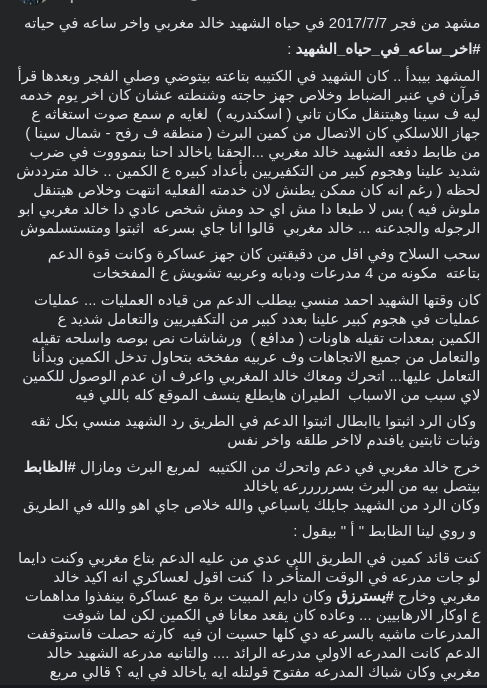 مشهد من فجر 2017/7/7 في حياه الشهيد خالد مغربي واخر ساعه في حياته
#اخر_ساعه_في_حياه_الشهيد :
المشهد بيبدأ .. كان الشهيد في الكتيبه بتاعته بيتوضي وصلي الفجر وبعدها قرأ
قرآن في عنبر الضباط وخلاص جهز حاجته وشنطته عشان كان اخر يوم خدمه
ليه ف سينا وهيتنقل مكان تاني ( اسكندريه ) لغايه م سمع صوت استغاثه ع
جهاز اللاسلكي كان الاتصال من كمين البرث ( منطقه ف رفح - شمال سينا )
من ظابط دفعه الشهيد خالد مغربي ...الحقنا ياخالد احنا بنموووت في ضرب
شديد علينا وهجوم كبير من التكفيريين بأعداد كبيره ع الكمين .. خالد مترددش
لحظه ( رغم انه كان ممكن يطنش لان خدمته الفعليه انتهت وخلاص هيتنقل
ملوش فيه ) بس لا طبعا دا مش اي حد ومش شخص عادي دا خالد مغربي ابو
الرجوله والجدعنه ... خالد مغربي قالوا انا جاي بسرعه اثبتوا ومتستسلموش
سحب السلاح وفي اقل من دقيقتين كان جهز عساكرة وكانت قوة الدعم
بتاعته مكونه من 4 مدرعات ودبابه وعربيه تشويش ع المفخخات
كان وقتها الشهيد احمد منسي بيطلب الدعم من قياده العمليات ... عمليات
عمليات في هجوم كبير علينا بعدد كبير من التكفيريين والتعامل شديد ع
الكمين بمعدات تقيله هاونات ( مدافع ) ورشاشات نص بوصه واسلحه تقيله
والتعامل من جميع الاتجاهات وف عربيه مفخخه بتحاول تدخل الكمين وبدأنا
التعامل عليها... اتحرك ومعاك خالد المغربي واعرف ان عدم الوصول للكمين
لاي سبب من الاسباب الطيران هايطلع ينسف الموقع كله باللي فيه
وكان الرد اثبتوا ياابطال اثبتوا الدعم في الطريق رد الشهيد منسي بكل ثقه
وثبات ثابتين يافندم لااخر طلقه واخر نفس
خرج خالد مغربي في دعم واتحرك من الكتيبه لمربع البرث ومازال #الظابط
بيتصل بيه من البرث بسررررعه ياخالد
وكان الرد من الشهيد جايلك ياسباعي والله خلاص جاي اهو والله في الطريق
و روي لينا الظابط " أ " بيقول :
كنت قائد كمين في الطريق اللي عدي من عليه الدعم بتاع مغربي وكنت دايما
لو جات مدرعه في الوقت المتأخر دا كنت اقول لعساكري انه اكيد خالد
مغربي وخارج #يسترزق وكان دايم المبيت برة مع عساكرة بينفذوا مداهمات
ع اوكار الارهابيين ... وعاده كان يقعد معانا في الكمين لكن لما شوفت
المدرعات ماشيه بالسرعه دي كلها حسيت ان فيه كارثه حصلت فاستوقفت
الدعم كانت المدرعه الاولي مدرعه الرائد .... والتانيه مدرعه الشهيد خالد
مغربي وكان شباك المدرعه مفتوح قولتله ايه ياخالد في ايه ؟ قالي مربع